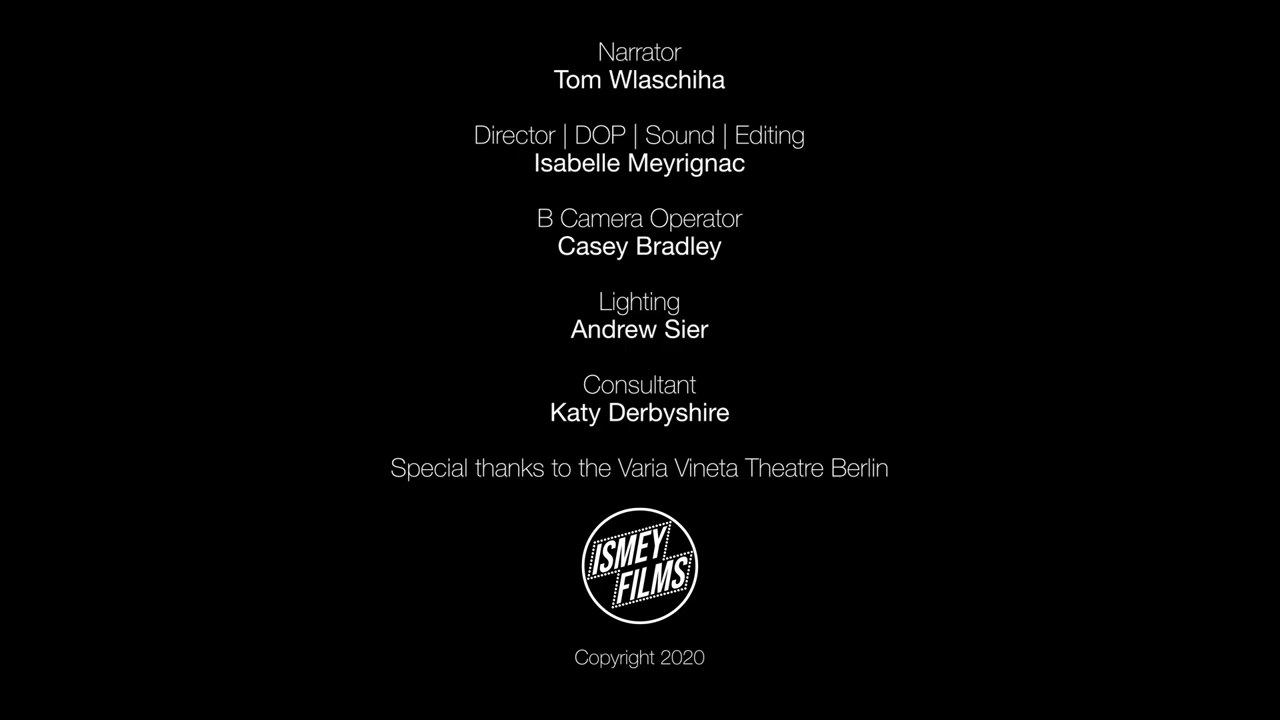 Narrator
Tom Wlaschiha
Director | DOP | Sound | Editing
Isabelle Meyrignac
B Camera Operator
Casey Bradley
Lighting
Andrew Sier
Consultant
Katy Derbyshire
Special thanks to the Varia Vineta Theatre Berlin
ISMEY
FILMS
Copyright 2020